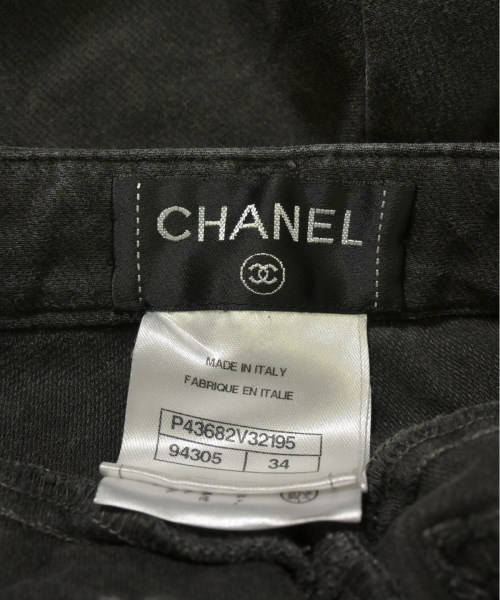 CHANEL
MADE IN ITALY
FABRIQUE EN ITALIE
P43682V32195
94305 34